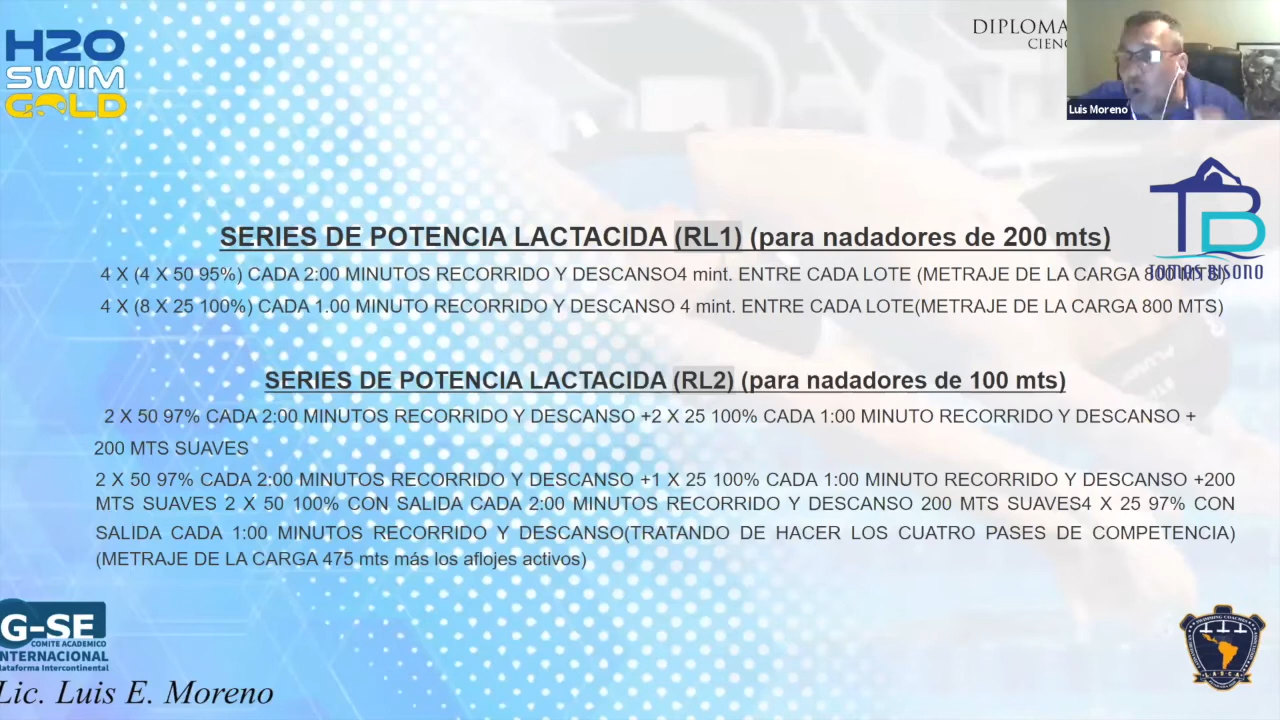 H2O
SWIM
GOLD
DIPLOMA
CIENC
Luis Moreno
TOMAS BISONO
SERIES DE POTENCIA LACTACIDA (RL1) (para nadadores de 200 mts)
4 X (4 X 50 95%) CADA 2:00 MINUTOS RECORRIDO Y DESCANSO4 mint. ENTRE CADA LOTE (METRAJE DE LA CARGA 800 MTS)
4 X (8 X 25 100%) CADA 1.00 MINUTO RECORRIDO Y DESCANSO 4 mint. ENTRE CADA LOTE(METRAJE DE LA CARGA 800 MTS)
SERIES DE POTENCIA LACTACIDA (RL2) (para nadadores de 100 mts)
2 X 50 97% CADA 2:00 MINUTOS RECORRIDO Y DESCANSO +2 X 25 100% CADA 1:00 MINUTO RECORRIDO Y DESCANSO +
200 MTS SUAVES
2 X 50 97% CADA 2:00 MINUTOS RECORRIDO Y DESCANSO +1 X 25 100% CADA 1:00 MINUTO RECORRIDO Y DESCANSO +200
MTS SUAVES 2 X 50 100% CON SALIDA CADA 2:00 MINUTOS RECORRIDO Y DESCANSO 200 MTS SUAVES4 X 25 97% CON
SALIDA CADA 1:00 MINUTOS RECORRIDO Y DESCANSO(TRATANDO DE HACER LOS CUATRO PASES DE COMPETENCIA)
(METRAJE DE LA CARGA 475 mts más los aflojes activos)
G-SE
COMITE ACADEMICO
INTERNACIONAL
Plataforma Intercontinental
Lic. Luis E. Moreno